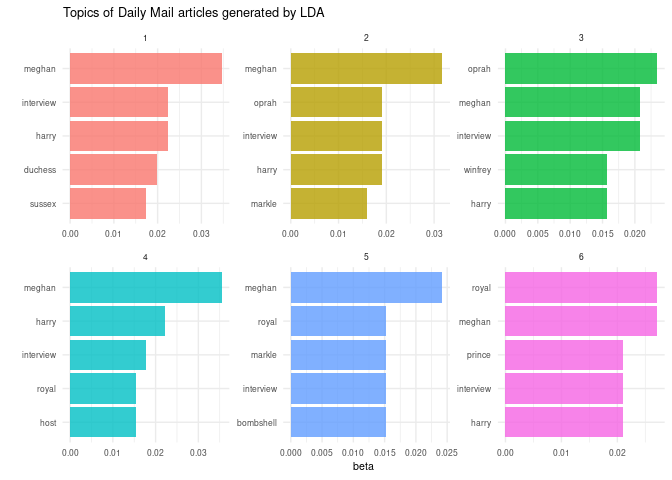 Topics of Daily Mail articles generated by LDA
1
meghan
interview
harry
duchess
sussex
0.00 0.01 0.02 0.03
2
meghan
oprah
interview
harry
markle
0.00 0.01 0.02 0.03
3
oprah
meghan
interview
winfrey
harry
0.000 0.005 0.010 0.015 0.020
4
meghan
harry
interview
royal
host
0.00 0.01 0.02 0.03
5
meghan
royal
markle
interview
bombshell
0.000 0.005 0.010 0.015 0.020 0.025
6
royal
meghan
prince
interview
harry
0.00 0.01 0.02
beta